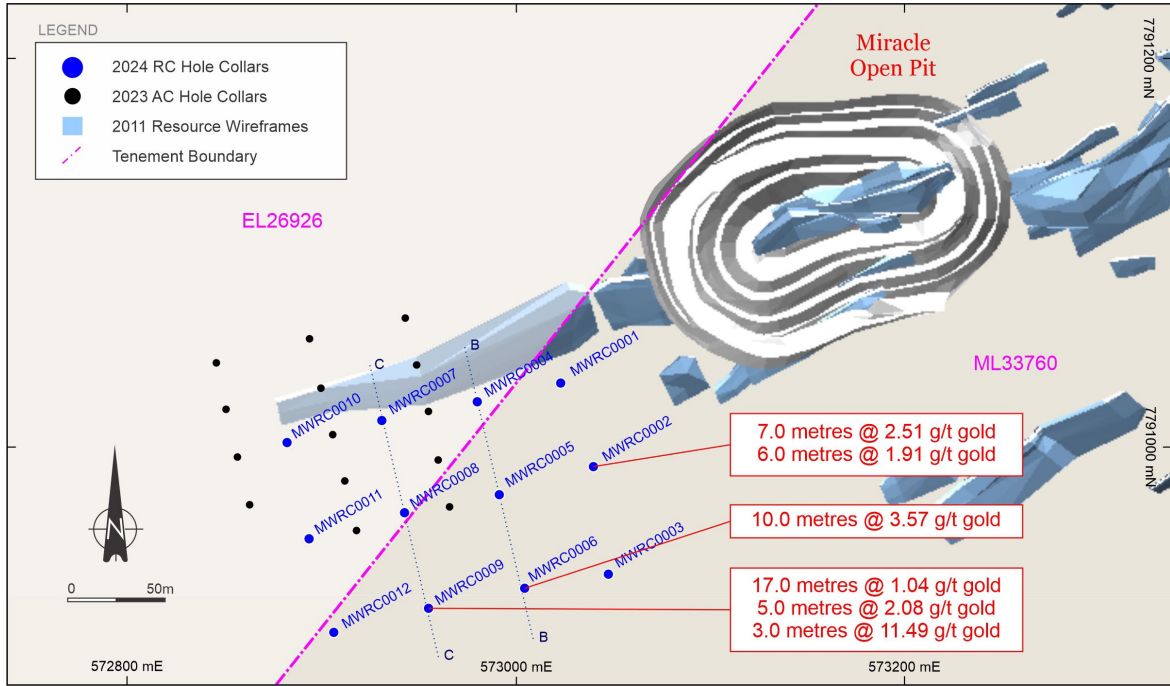 LEGEND
2024 RC Hole Collars
2023 AC Hole Collars
2011 Resource Wireframes
Tenement Boundary
Miracle
Open Pit
7791200 mN
EL26926
ML33760
C
B
MWRC0001
MWRC0004
MWRC0007
MWRC0010
MWRC0002
MWRC0005
MWRC0008
MWRC0011
MWRC0003
MWRC0006
MWRC0009
MWRC0012
7791000 mN
7.0 metres @ 2.51 g/t gold
6.0 metres @ 1.91 g/t gold
10.0 metres @ 3.57 g/t gold
17.0 metres @ 1.04 g/t gold
5.0 metres @ 2.08 g/t gold
3.0 metres @ 11.49 g/t gold
N
0 50m
B
C
572800 mE
573000 mE
573200 mE